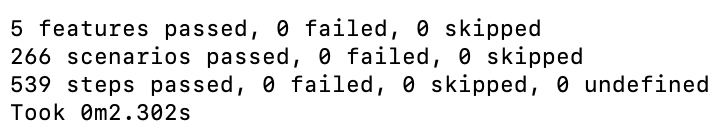 5 features passed, 0 failed, 0 skipped
266 scenarios passed, 0 failed, 0 skipped
539 steps passed, 0 failed, 0 skipped, 0 undefined
Took 0m2.302s